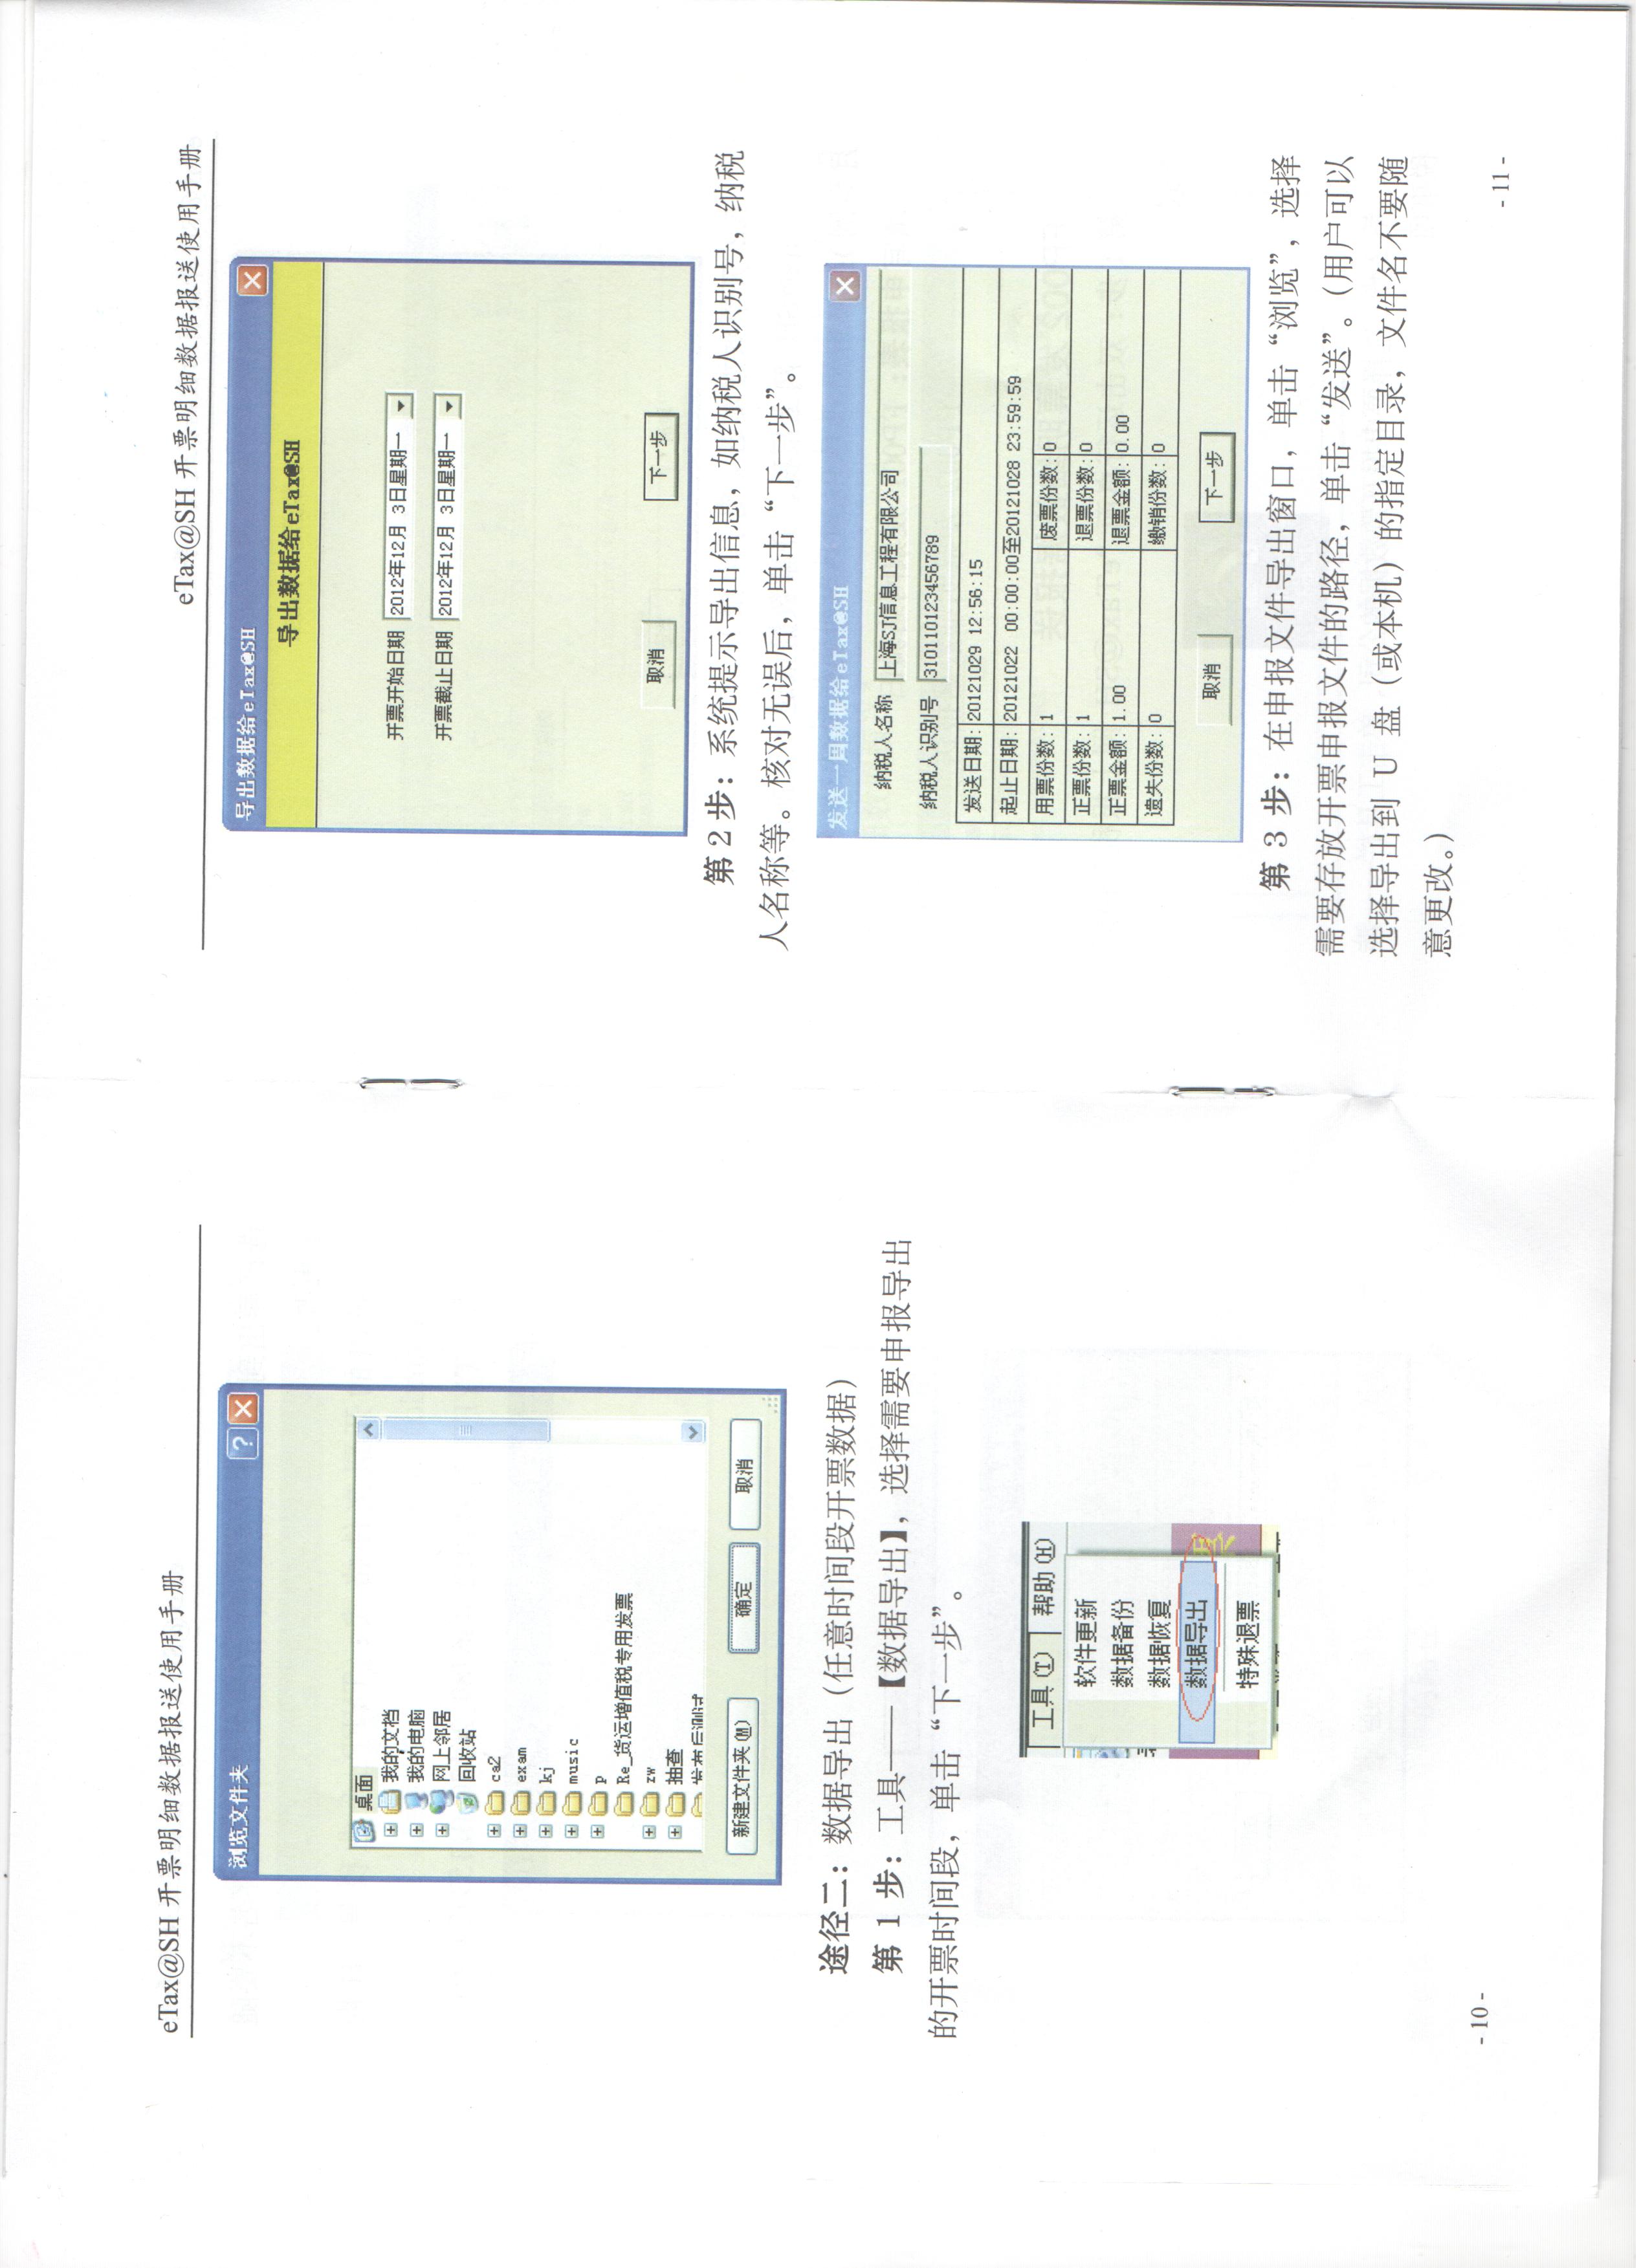 eTax@SH 开票明细数据报送使用手册
浏览文件夹
桌面
我的文档
我的电脑
网上邻居
回收站
ca2
exam
kj
music
p
Re_货运增值税专用发票
zw
抽查
新建文件夹(M) 确定 取消
途径二：数据导出（任意时间段开票数据）
第 1 步：工具——【数据导出】，选择需要申报导出
的开票时间段，单击“下一步”。
工具(T) 帮助(H)
软件更新
数据备份
数据恢复
数据导出
特殊退票
- 10 -
eTax@SH 开票明细数据报送使用手册
导出数据给eTax@SH
导出数据给eTax@SH
开票开始日期 2012年12月 3日星期一
开票截止日期 2012年12月 3日星期一
取消 下一步
第 2 步：系统提示导出信息，如纳税人识别号，纳税
人名称等。核对无误后，单击“下一步”。
发送一周数据给eTax@SH
纳税人名称 上海SJ信息工程有限公司
纳税人识别号 310110123456789
发送日期: 20121029 12:56:15
起止日期: 20121022 00:00:00至20121028 23:59:59
用票份数: 1 废票份数: 0
正票份数: 1 退票份数: 0
正票金额: 1.00 退票金额: 0.00
遗失份数: 0 缴销份数: 0
取消 下一步
第 3 步：在申报文件导出窗口，单击“浏览”，选择
需要存放开票申报文件的路径，单击“发送”。（用户可以
选择导出到 U 盘（或本机）的指定目录，文件名不要随
意更改。）
- 11 -